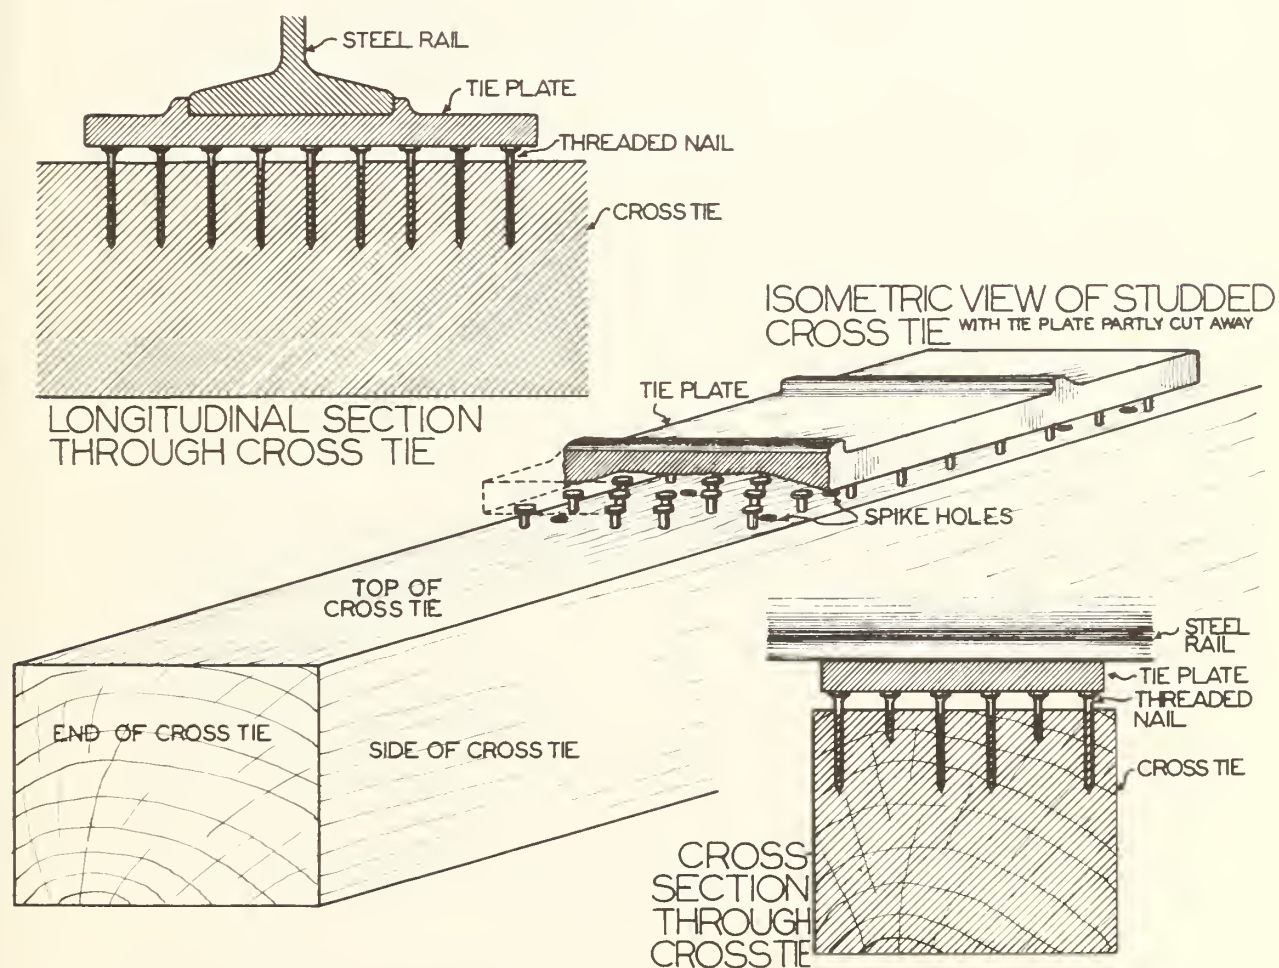 STEEL RAIL
TIE PLATE
THREADED NAIL
CROSS TIE
LONGITUDINAL SECTION
THROUGH CROSS TIE
ISOMETRIC VIEW OF STUDDED
CROSS TIE WITH TIE PLATE PARTLY CUT AWAY
TIE PLATE
SPIKE HOLES
TOP OF
CROSS TIE
END OF CROSS TIE
SIDE OF CROSS TIE
STEEL
RAIL
TIE PLATE
THREADED
NAIL
CROSS TIE
CROSS
SECTION
THROUGH
CROSSTIE